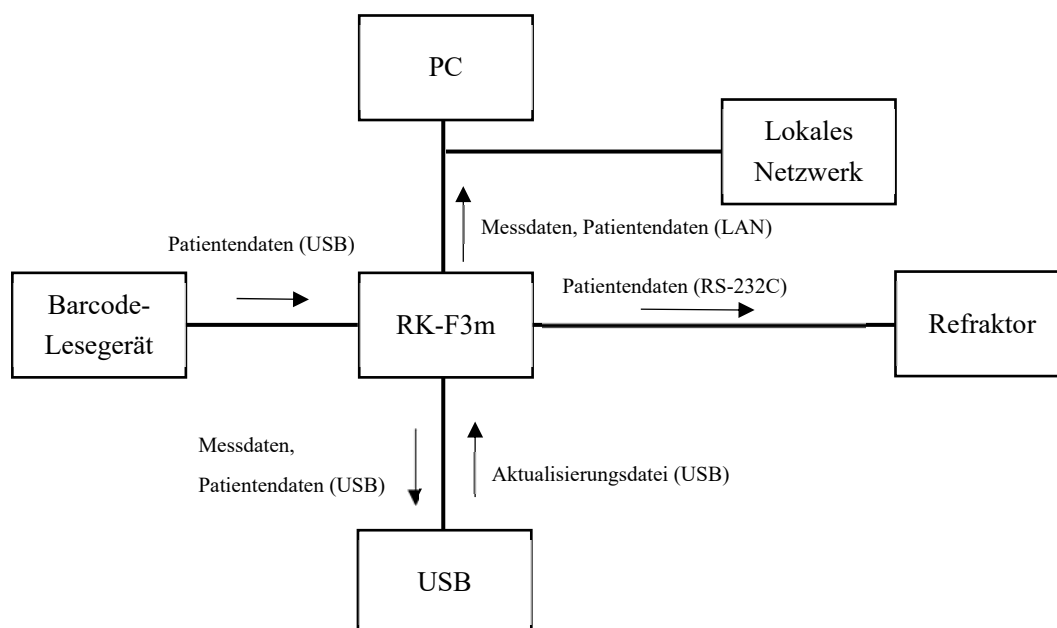 PC
Lokales
Netzwerk
Messdaten, Patientendaten (LAN)
Patientendaten (USB)
Patientendaten (RS-232C)
Barcode-
Lesegerät
RK-F3m
Refraktor
Messdaten,
Patientendaten (USB)
Aktualisierungsdatei (USB)
USB